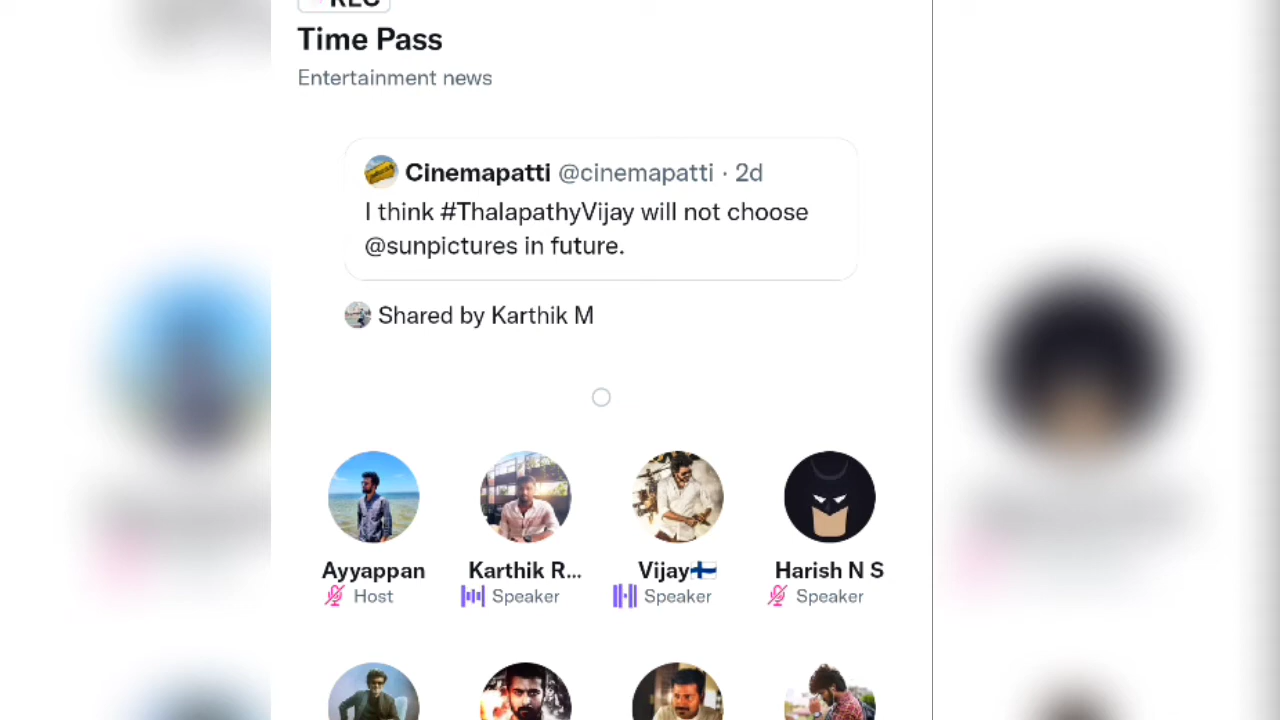 REC
Time Pass
Entertainment news
Cinemapatti @cinemapatti · 2d
I think #ThalapathyVijay will not choose
@sunpictures in future.
Shared by Karthik M
Ayyappan Karthik R... Vijay🇫🇮 Harish N S
Host Speaker Speaker Speaker